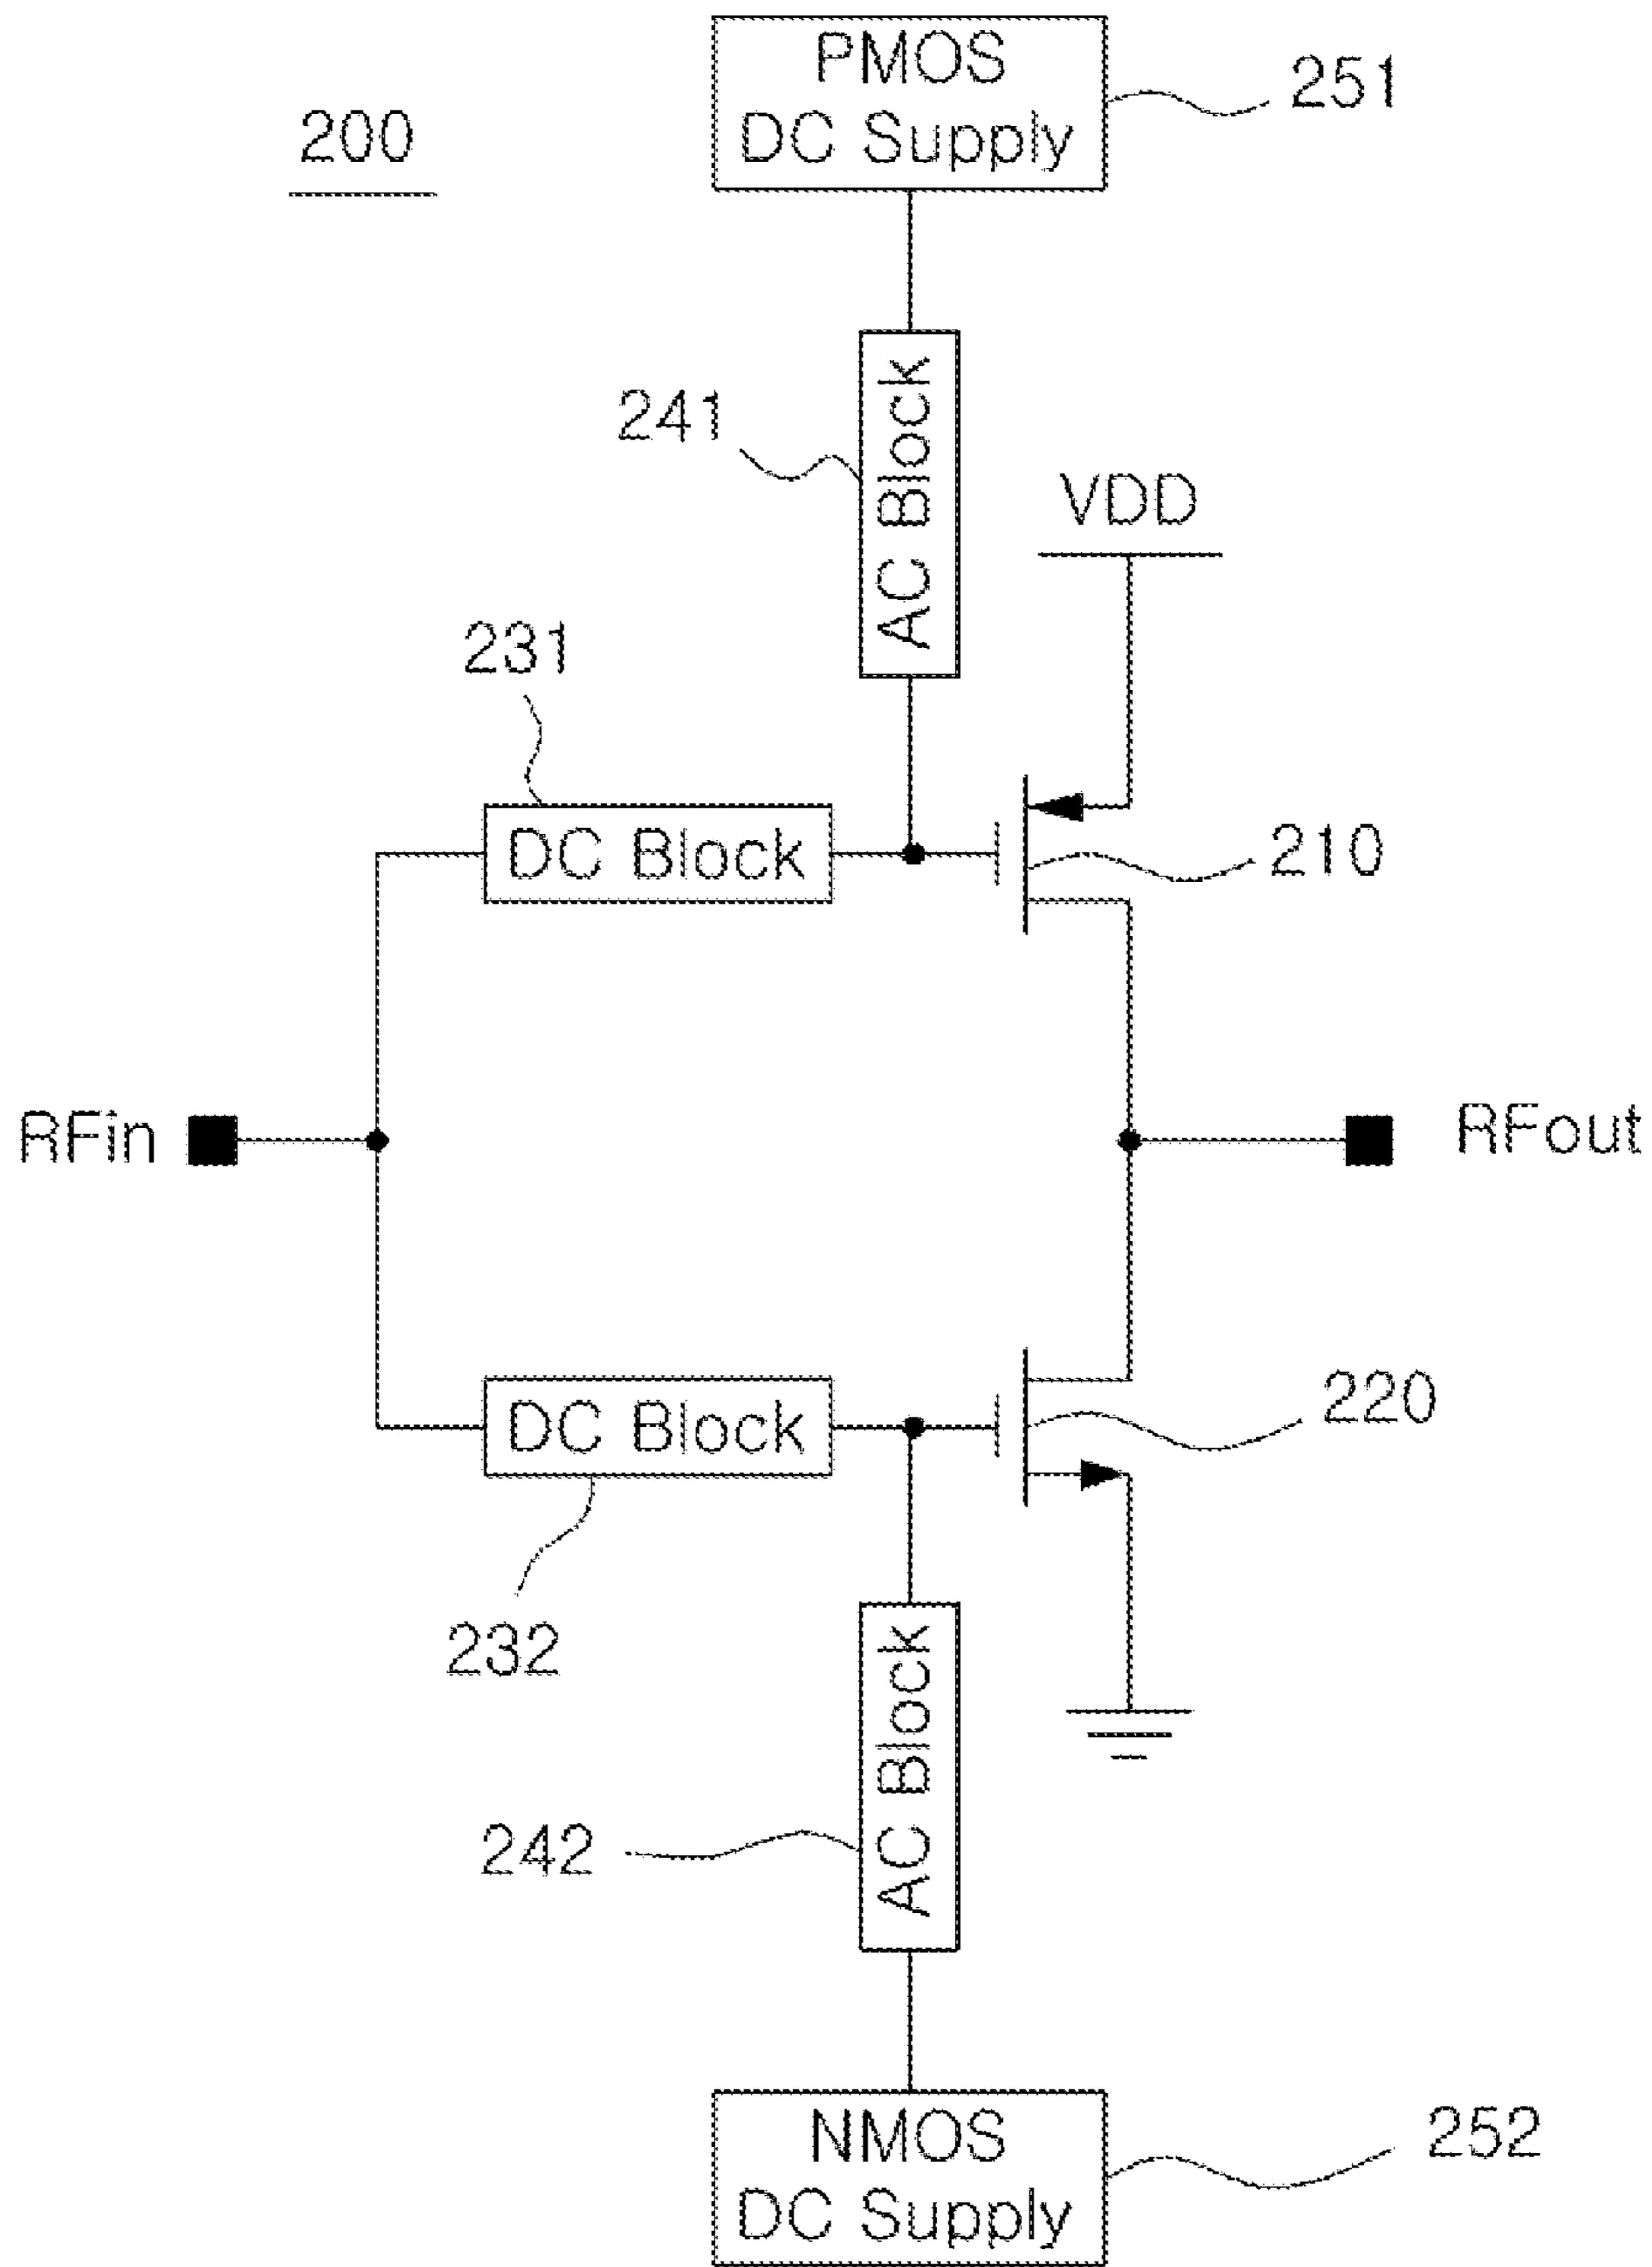 PMOS
DC Supply
251
200
241
AC Block
VDD
231
DC Block
210
RFin
RFout
DC Block
220
232
AC Block
242
NMOS
DC Supply
252